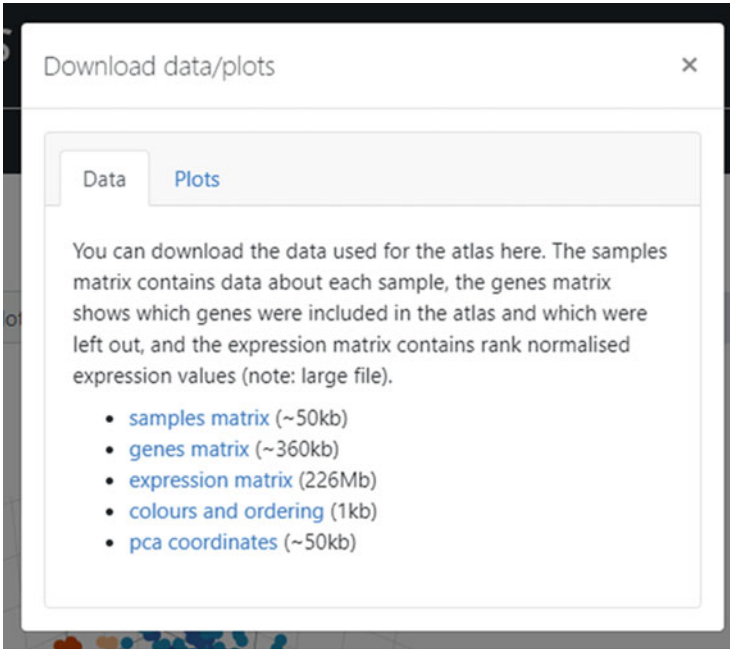 s
Download data/plots ×
Data Plots
You can download the data used for the atlas here. The samples
matrix contains data about each sample, the genes matrix
shows which genes were included in the atlas and which were
left out, and the expression matrix contains rank normalised
expression values (note: large file).
• samples matrix (~50kb)
• genes matrix (~360kb)
• expression matrix (226Mb)
• colours and ordering (1kb)
• pca coordinates (~50kb)